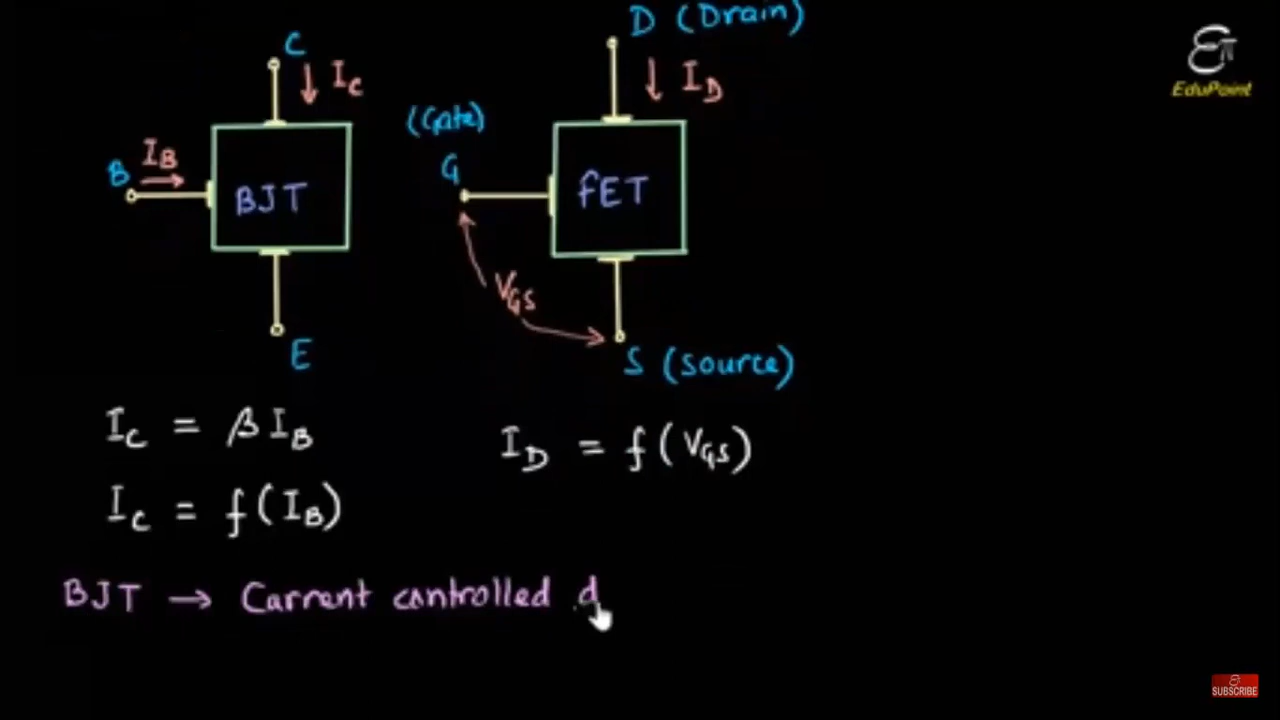 D (Drain)
C
I_C
I_D
(Gate)
G
B
I_B
BJT
fET
V_GS
E
S (Source)
I_C = βI_B
I_D = f(V_GS)
I_C = f(I_B)
BJT → Current controlled d
EduPoint
SUBSCRIBE